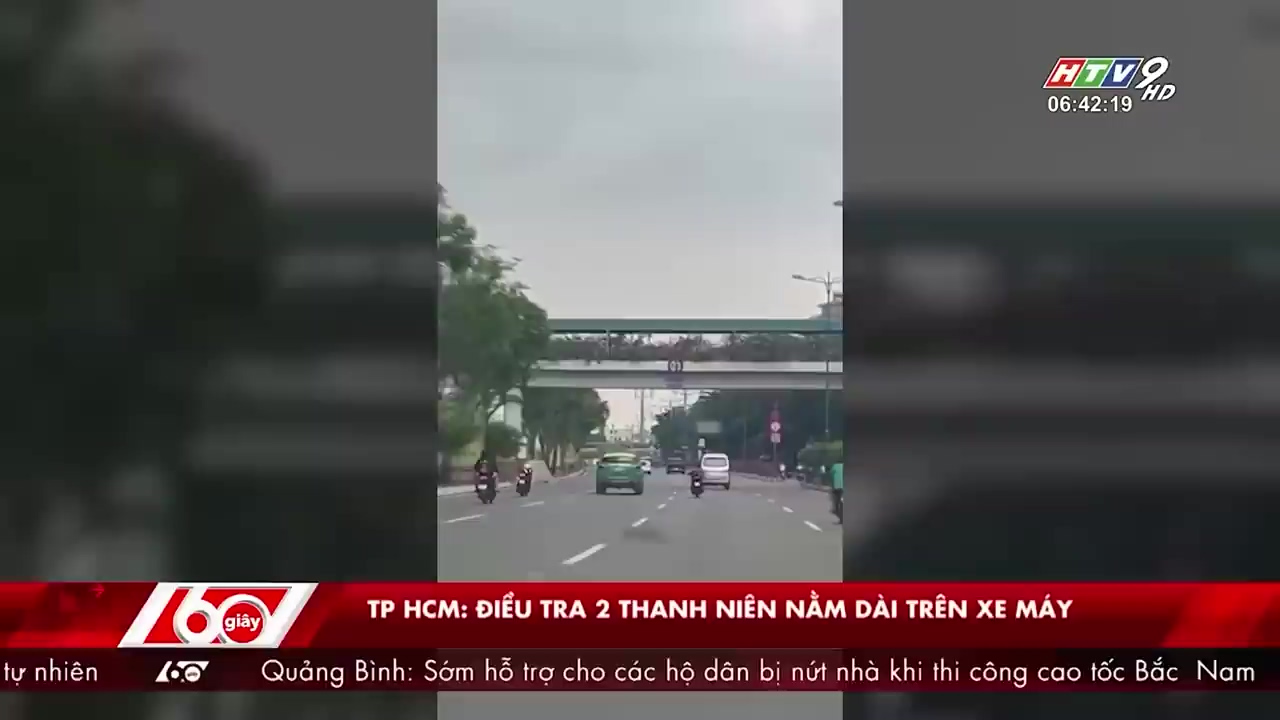 HTV9
HD
06:42:19
60 giây
TP HCM: ĐIỀU TRA 2 THANH NIÊN NẰM DÀI TRÊN XE MÁY
tự nhiên 60 Quảng Bình: Sớm hỗ trợ cho các hộ dân bị nứt nhà khi thi công cao tốc Bắc Nam